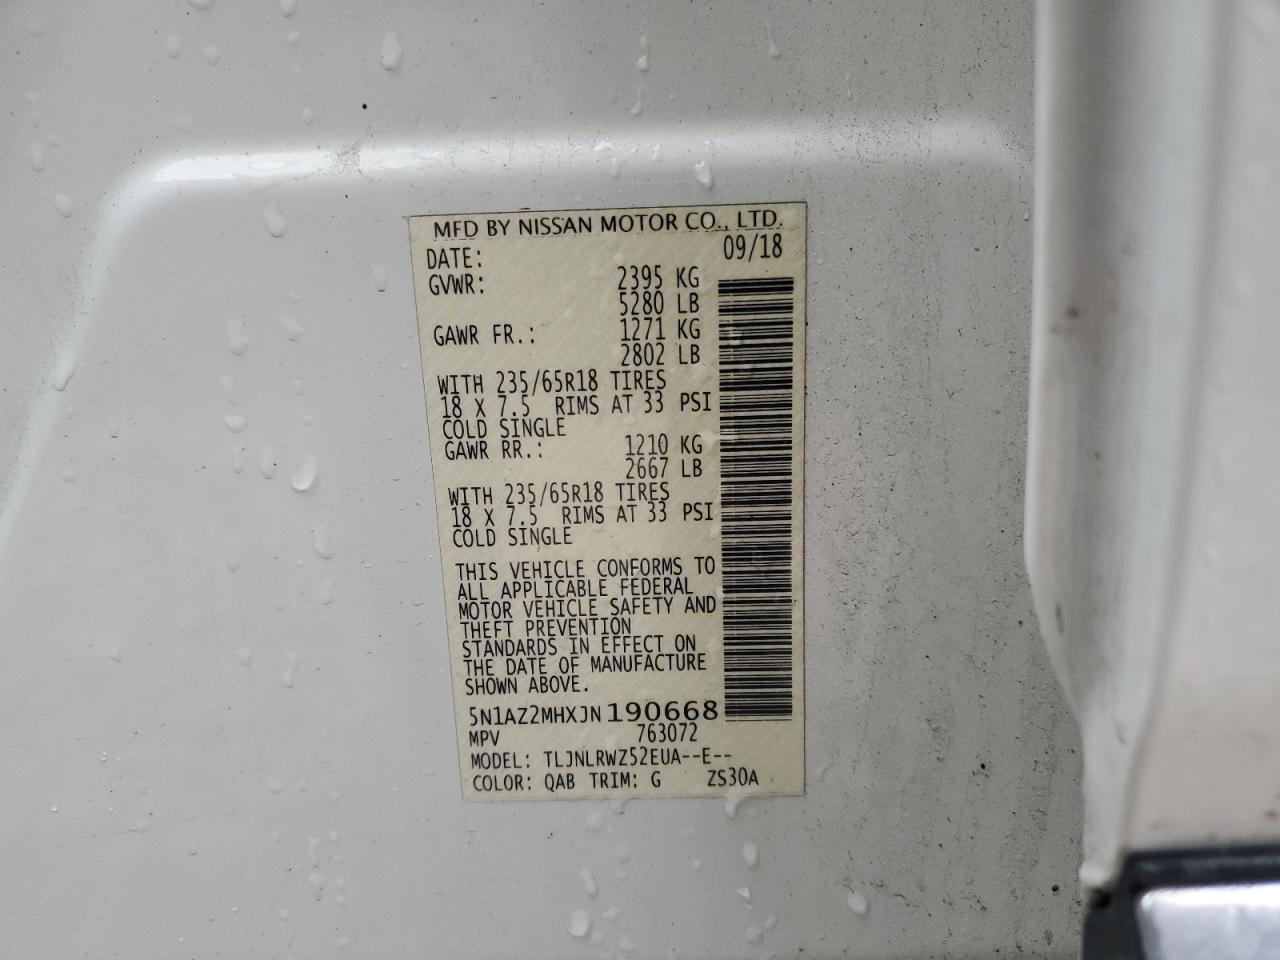 MFD BY NISSAN MOTOR CO., LTD.
DATE: 09/18
GVWR: 2395 KG
5280 LB
GAWR FR.: 1271 KG
2802 LB
WITH 235/65R18 TIRES
18 X 7.5 RIMS AT 33 PSI
COLD SINGLE
GAWR RR.: 1210 KG
2667 LB
WITH 235/65R18 TIRES
18 X 7.5 RIMS AT 33 PSI
COLD SINGLE
THIS VEHICLE CONFORMS TO
ALL APPLICABLE FEDERAL
MOTOR VEHICLE SAFETY AND
THEFT PREVENTION
STANDARDS IN EFFECT ON
THE DATE OF MANUFACTURE
SHOWN ABOVE.
5N1AZ2MHXJN190668
MPV 763072
MODEL: TLJNLRWZ52EUA--E--
COLOR: QAB TRIM: G ZS30A